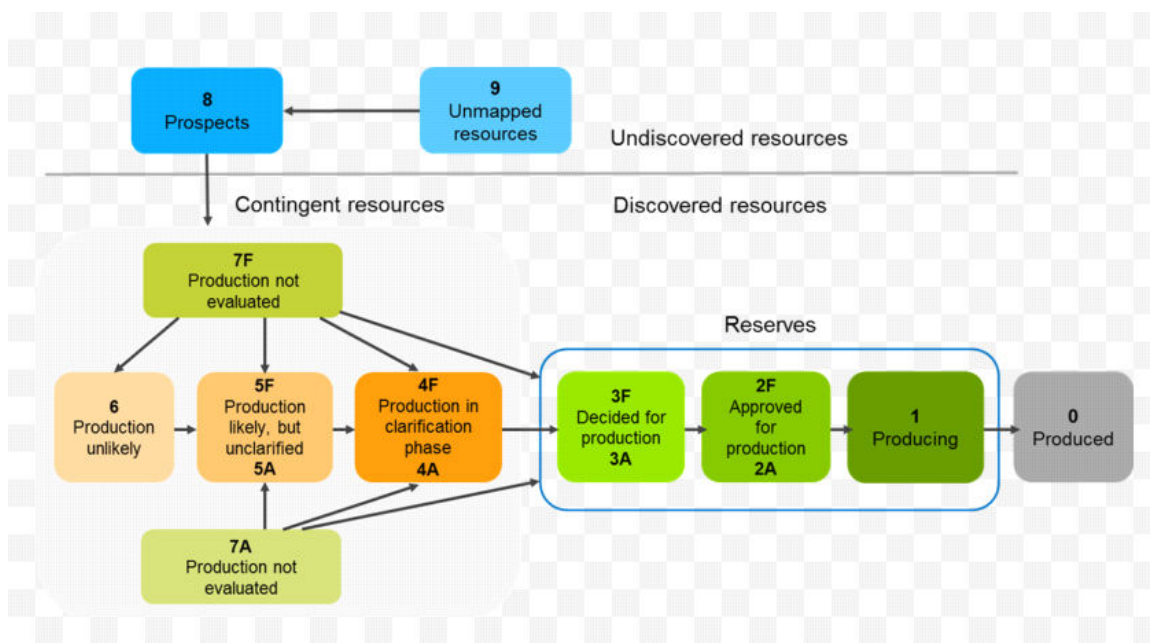 8
Prospects
9
Unmapped
resources
Undiscovered resources
Contingent resources
Discovered resources
7F
Production not
evaluated
Reserves
6
Production
unlikely
5F
Production
likely, but
unclarified
5A
4F
Production in
clarification
phase
4A
3F
Decided for
production
3A
2F
Approved
for
production
2A
1
Producing
0
Produced
7A
Production not
evaluated